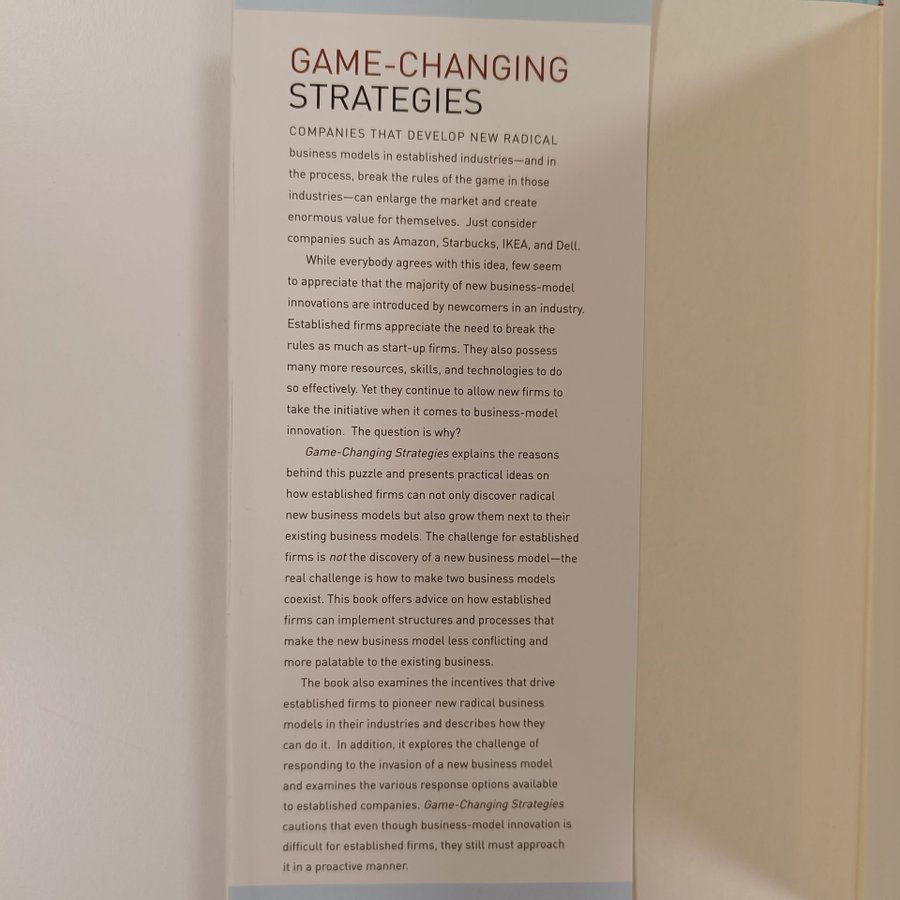 GAME-CHANGING
STRATEGIES
COMPANIES THAT DEVELOP NEW RADICAL
business models in established industries—and in
the process, break the rules of the game in those
industries—can enlarge the market and create
enormous value for themselves. Just consider
companies such as Amazon, Starbucks, IKEA, and Dell.
While everybody agrees with this idea, few seem
to appreciate that the majority of new business-model
innovations are introduced by newcomers in an industry.
Established firms appreciate the need to break the
rules as much as start-up firms. They also possess
many more resources, skills, and technologies to do
so effectively. Yet they continue to allow new firms to
take the initiative when it comes to business-model
innovation. The question is why?
Game-Changing Strategies explains the reasons
behind this puzzle and presents practical ideas on
how established firms can not only discover radical
new business models but also grow them next to their
existing business models. The challenge for established
firms is not the discovery of a new business model—the
real challenge is how to make two business models
coexist. This book offers advice on how established
firms can implement structures and processes that
make the new business model less conflicting and
more palatable to the existing business.
The book also examines the incentives that drive
established firms to pioneer new radical business
models in their industries and describes how they
can do it. In addition, it explores the challenge of
responding to the invasion of a new business model
and examines the various response options available
to established companies. Game-Changing Strategies
cautions that even though business-model innovation is
difficult for established firms, they still must approach
it in a proactive manner.